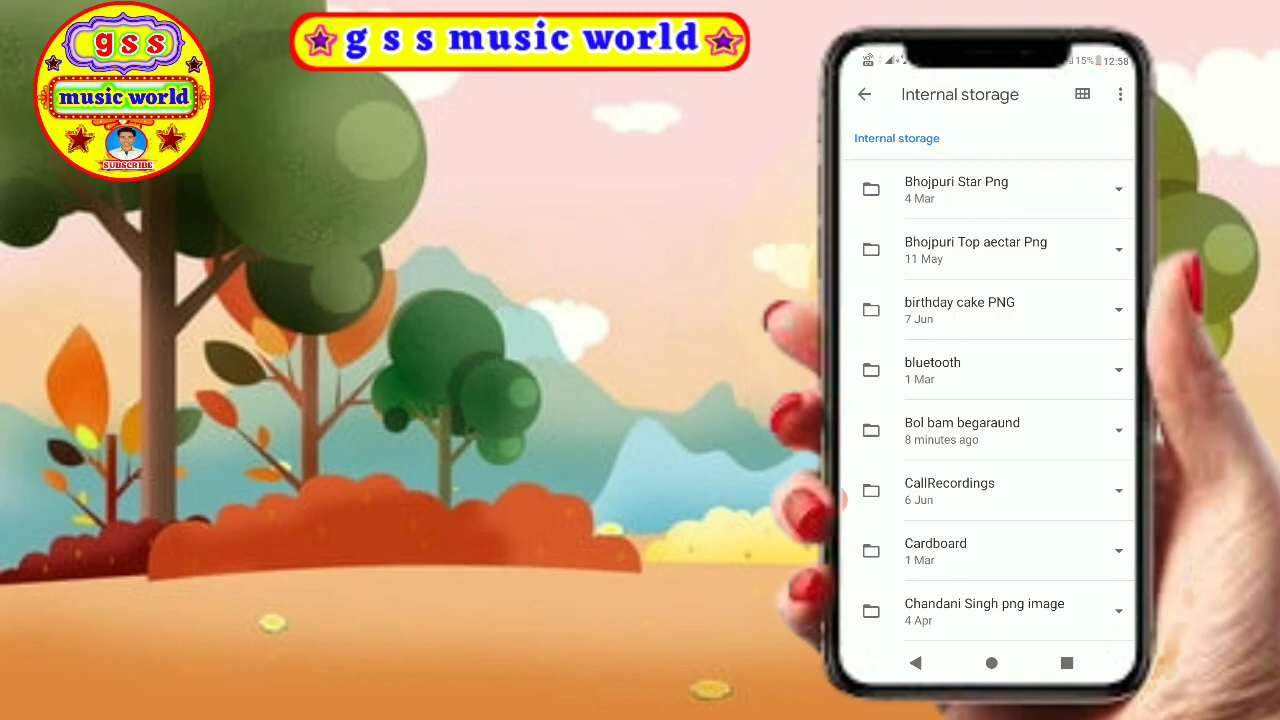 g s s
music world
SUBSCRIBE
g s s music world
15% 12:58
Internal storage
Internal storage
Bhojpuri Star Png
4 Mar
Bhojpuri Top aectar Png
11 May
birthday cake PNG
7 Jun
bluetooth
1 Mar
Bol bam begaraund
8 minutes ago
CallRecordings
6 Jun
Cardboard
1 Mar
Chandani Singh png image
4 Apr